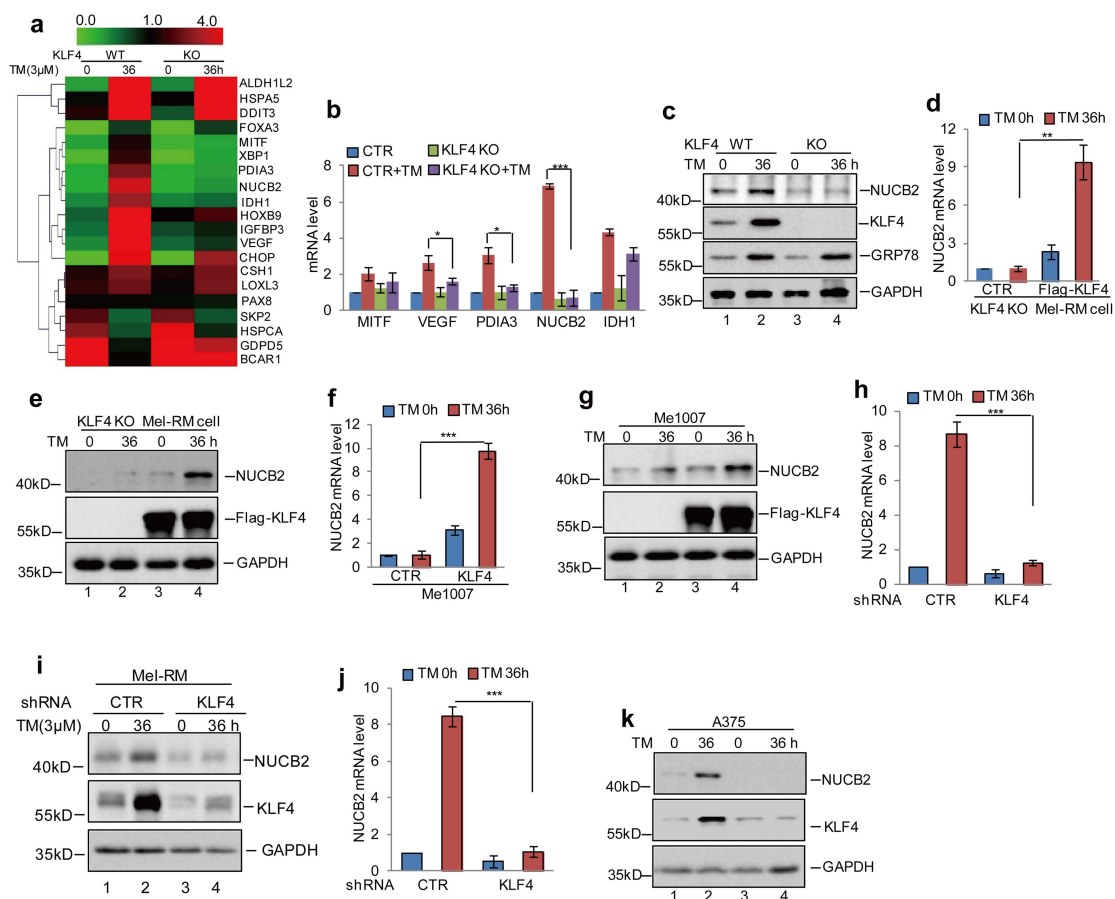 a
0.0 1.0 4.0
KLF4 WT KO
TM(3μM) 0 36 0 36h
ALDH1L2
HSPA5
DDIT3
FOXA3
MITF
XBP1
PDIA3
NUCB2
IDH1
HOXB9
IGFBP3
VEGF
CHOP
CSH1
LOXL3
PAX8
SKP2
HSPCA
GDPD5
BCAR1
b
CTR KLF4 KO
CTR+TM KLF4 KO+TM
mRNA level
8
6
4
2
0
* * ***
MITF VEGF PDIA3 NUCB2 IDH1
c
KLF4 WT KO
TM 0 36 0 36 h
NUCB2
40kD
KLF4
55kD
GRP78
55kD
GAPDH
35kD
1 2 3 4
d
TM 0h TM 36h
NUCB2 mRNA level
12
9
6
3
0
**
CTR Flag-KLF4
KLF4 KO Mel-RM cell
e
KLF4 KO Mel-RM cell
TM 0 36 0 36 h
NUCB2
40kD
Flag-KLF4
55kD
GAPDH
35kD
1 2 3 4
f
TM 0h TM 36h
NUCB2 mRNA level
12
10
8
6
4
2
0
***
CTR KLF4
Me1007
g
Me1007
TM 0 36 0 36 h
NUCB2
40kD
Flag-KLF4
55kD
GAPDH
35kD
1 2 3 4
h
TM 0h TM 36h
NUCB2 mRNA level
10
8
6
4
2
0
***
shRNA CTR KLF4
i
Mel-RM
shRNA CTR KLF4
TM(3μM) 0 36 0 36 h
NUCB2
40kD
KLF4
55kD
GAPDH
35kD
1 2 3 4
j
TM 0h TM 36h
NUCB2 mRNA level
10
8
6
4
2
0
***
shRNA CTR KLF4
k
A375
TM 0 36 0 36 h
NUCB2
40kD
KLF4
55kD
GAPDH
35kD
1 2 3 4